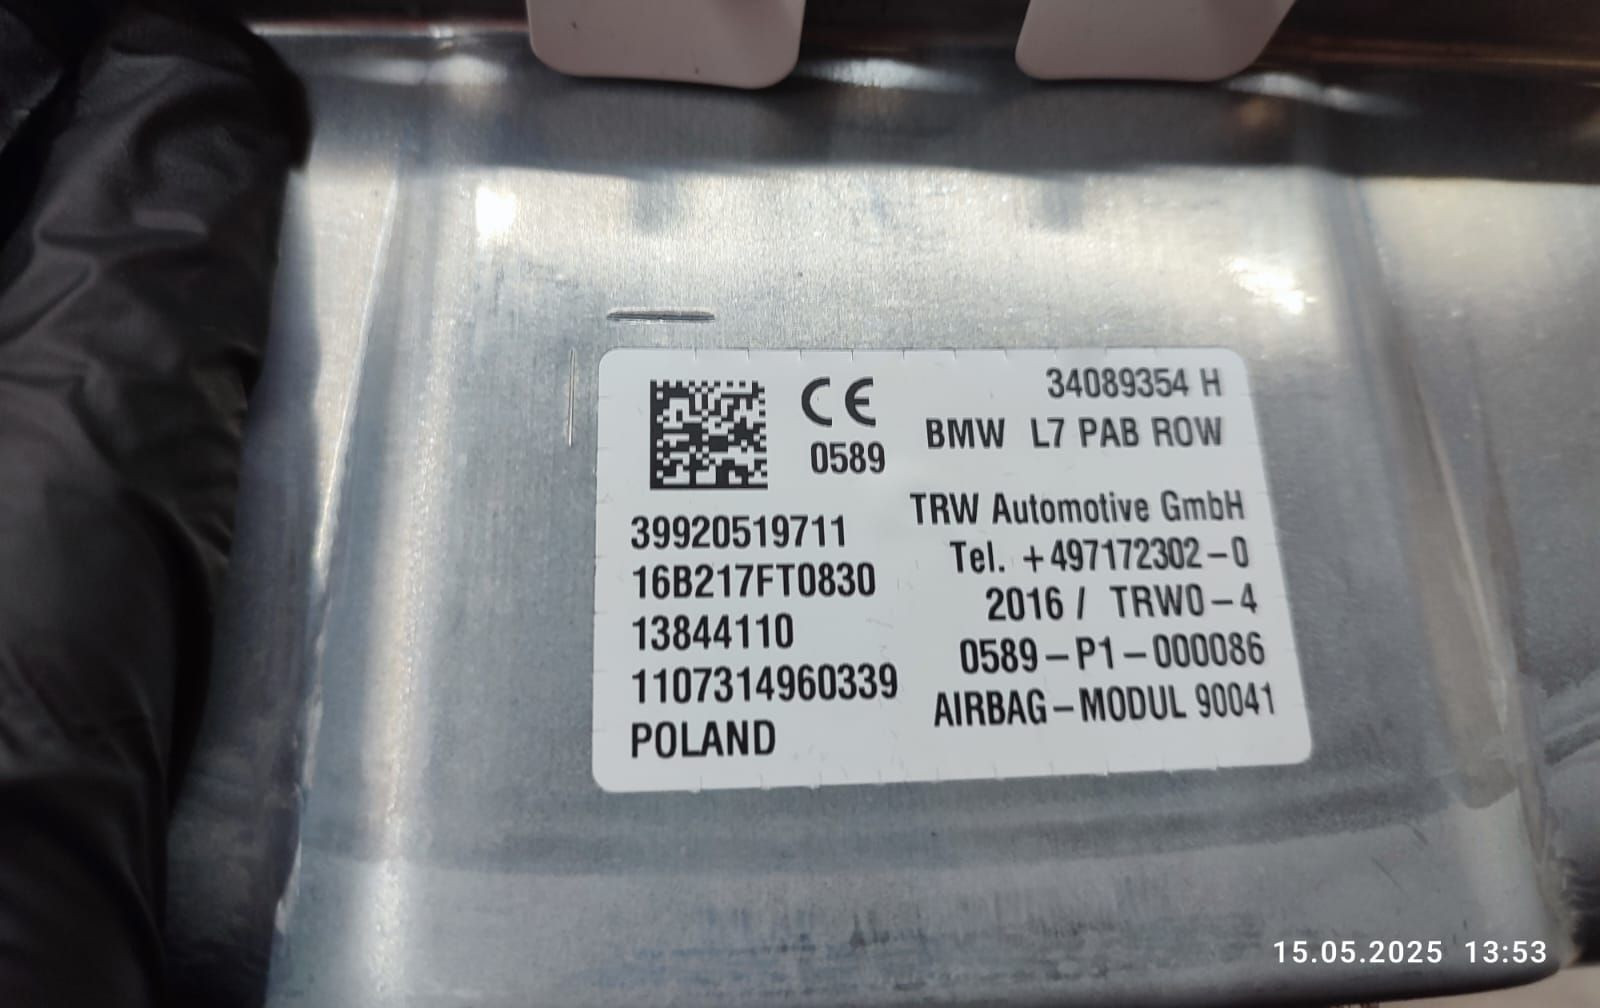 CE
0589
34089354 H
BMW L7 PAB ROW
39920519711
16B217FT0830
13844110
1107314960339
POLAND
TRW Automotive GmbH
Tel. +497172302-0
2016 / TRWO-4
0589-P1-000086
AIRBAG-MODUL 90041
15.05.2025 13:53